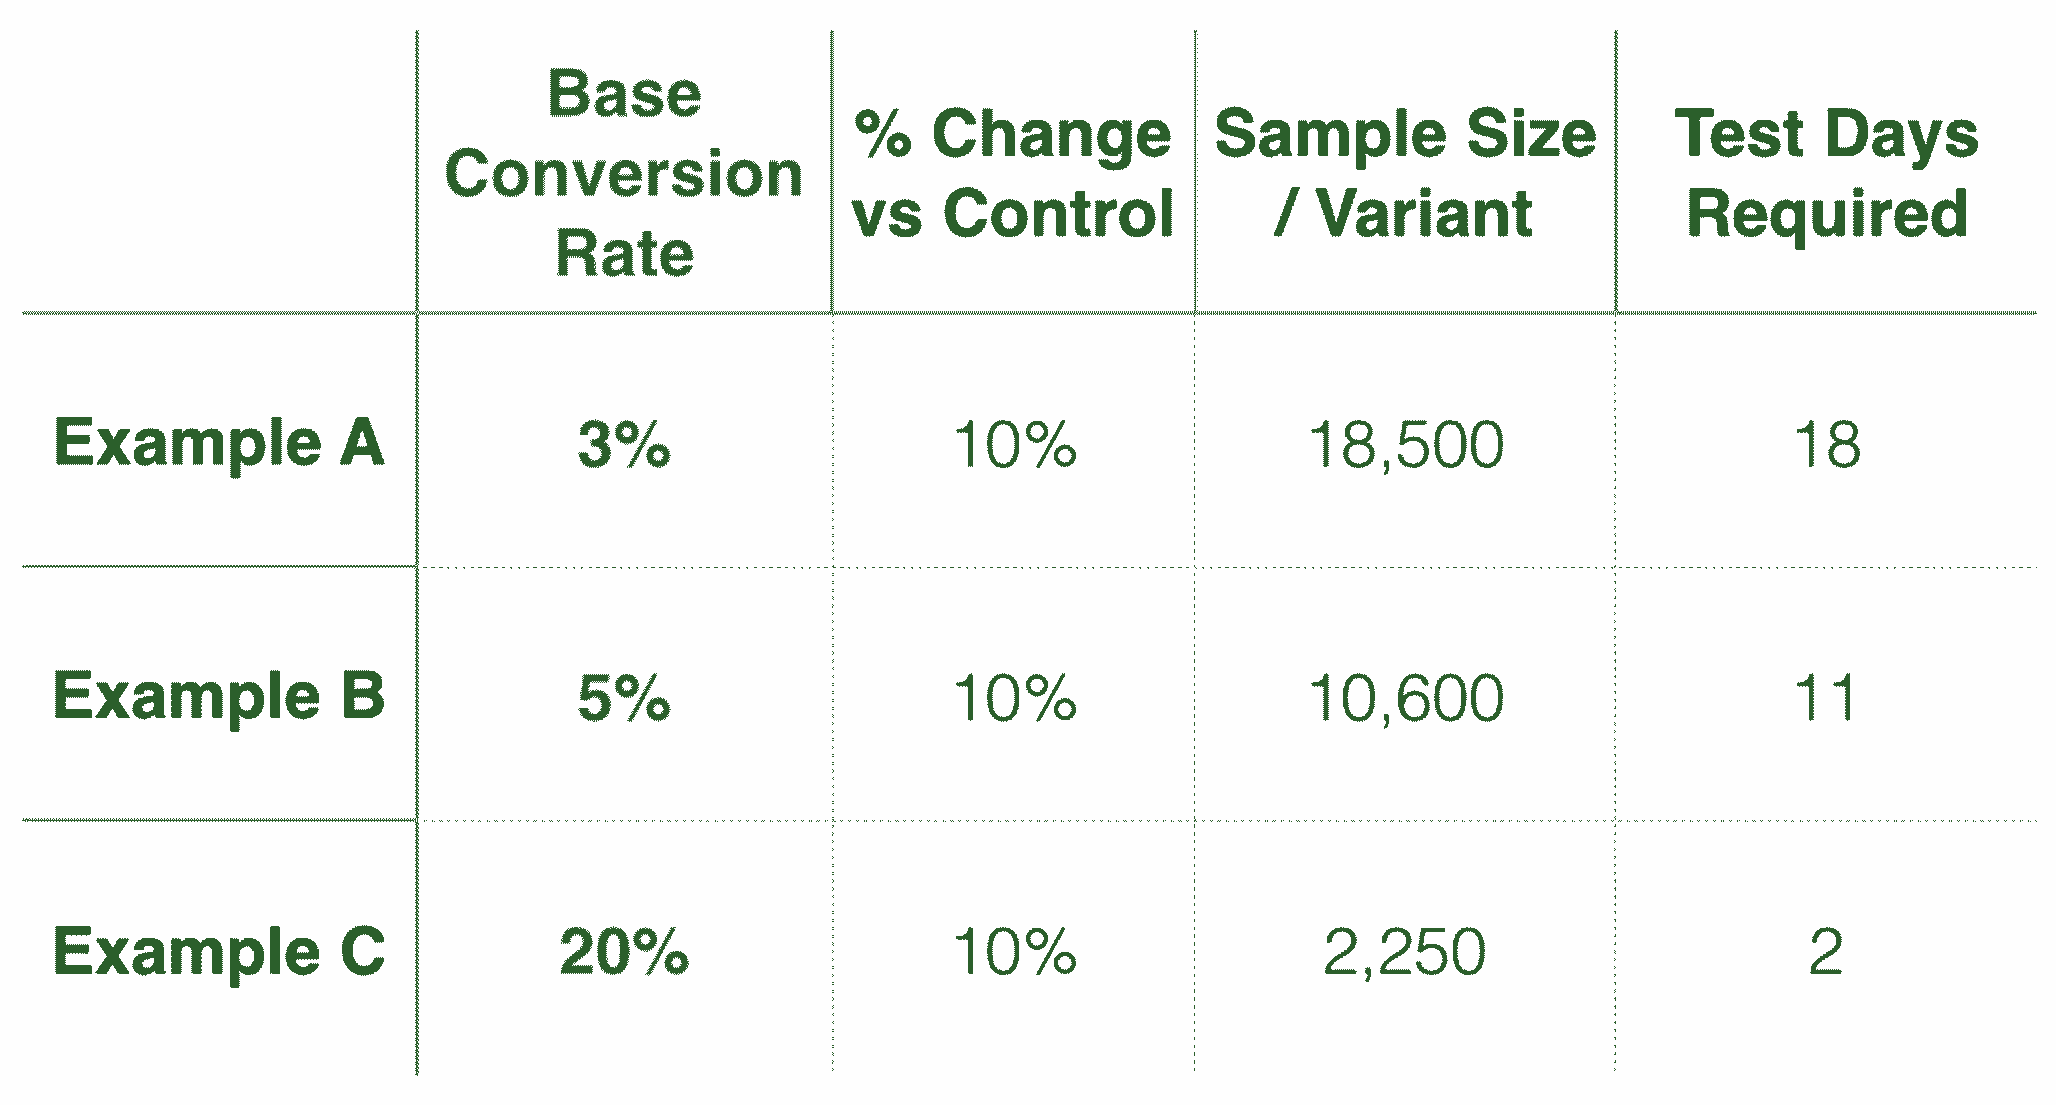 Base
Conversion
Rate
% Change
vs Control
Sample Size
/ Variant
Test Days
Required
Example A 3% 10% 18,500 18
Example B 5% 10% 10,600 11
Example C 20% 10% 2,250 2